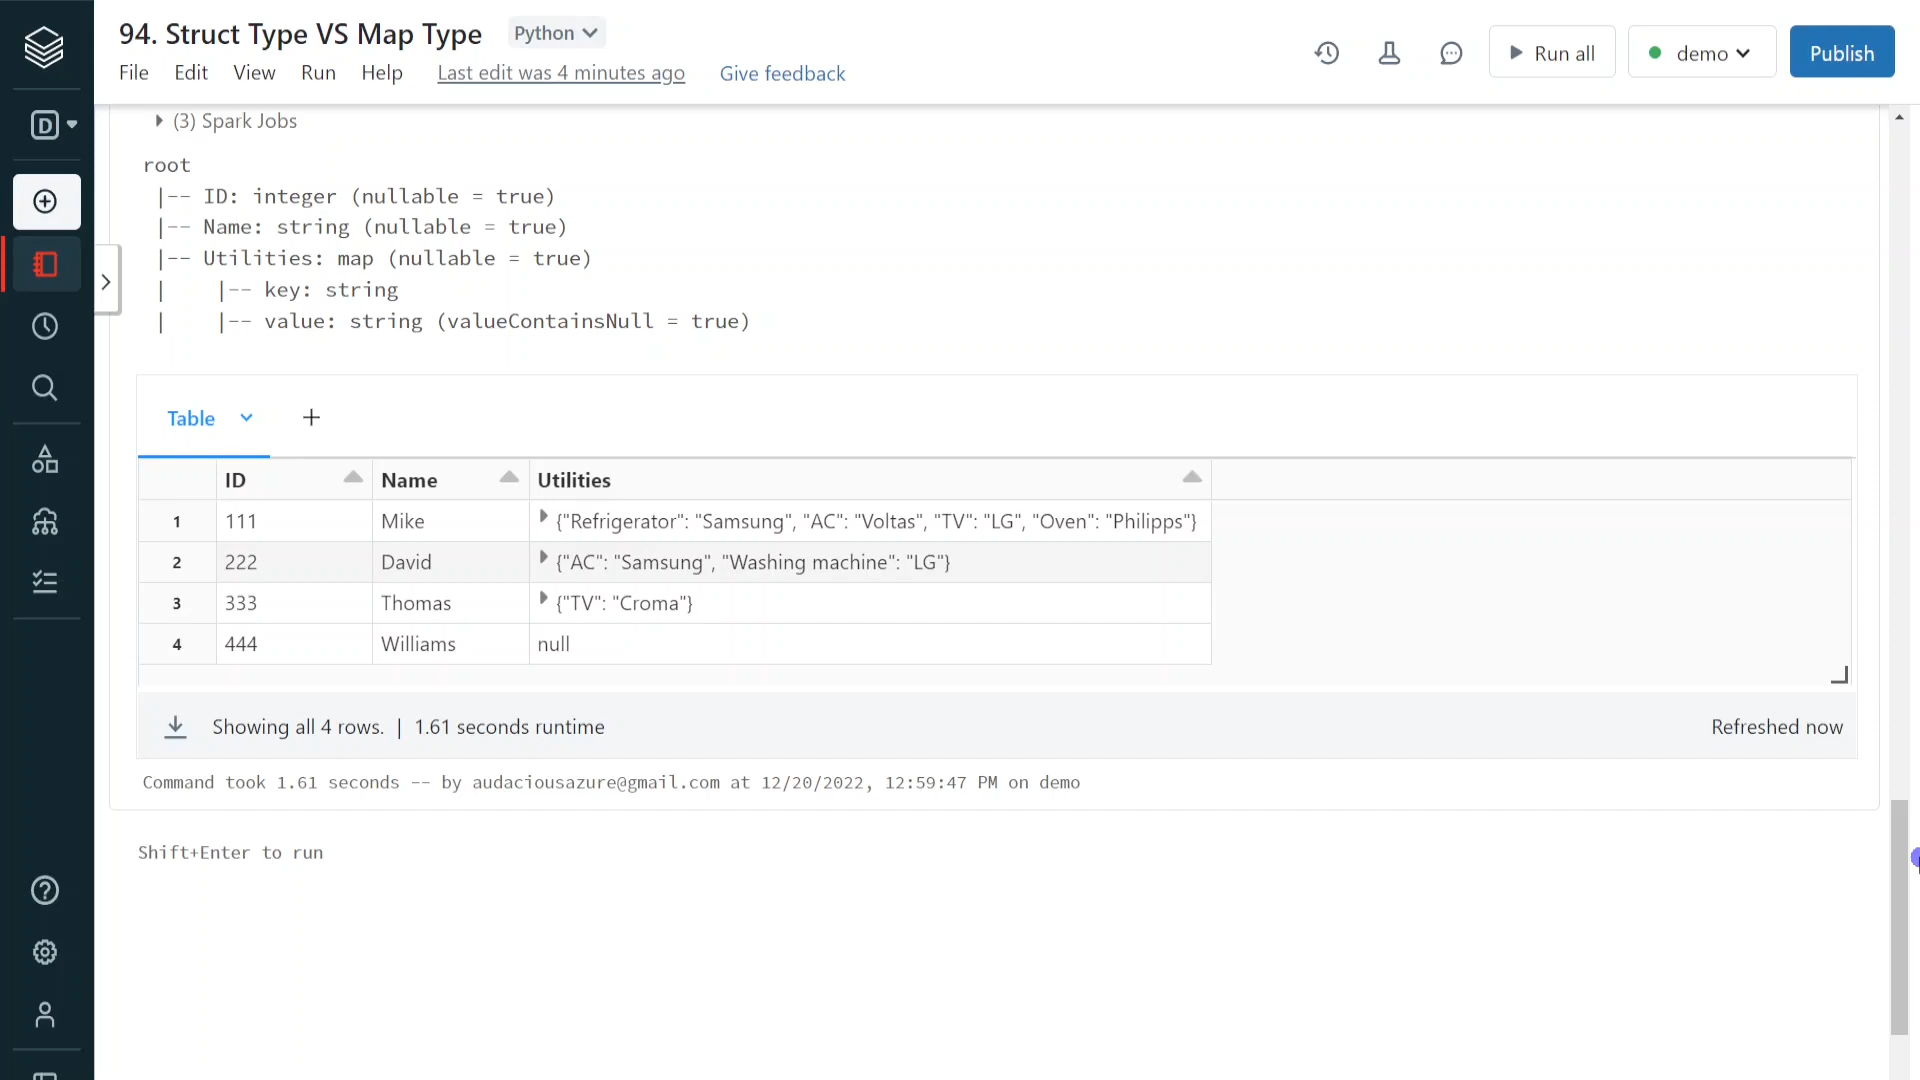 94. Struct Type VS Map Type Python
File Edit View Run Help Last edit was 4 minutes ago Give feedback
Run all demo Publish
D
(3) Spark Jobs
root
|-- ID: integer (nullable = true)
|-- Name: string (nullable = true)
|-- Utilities: map (nullable = true)
| |-- key: string
| |-- value: string (valueContainsNull = true)
Table +
ID Name Utilities
1 111 Mike {"Refrigerator": "Samsung", "AC": "Voltas", "TV": "LG", "Oven": "Philipps"}
2 222 David {"AC": "Samsung", "Washing machine": "LG"}
3 333 Thomas {"TV": "Croma"}
4 444 Williams null
Showing all 4 rows. | 1.61 seconds runtime Refreshed now
Command took 1.61 seconds -- by audaciousazure@gmail.com at 12/20/2022, 12:59:47 PM on demo
Shift+Enter to run